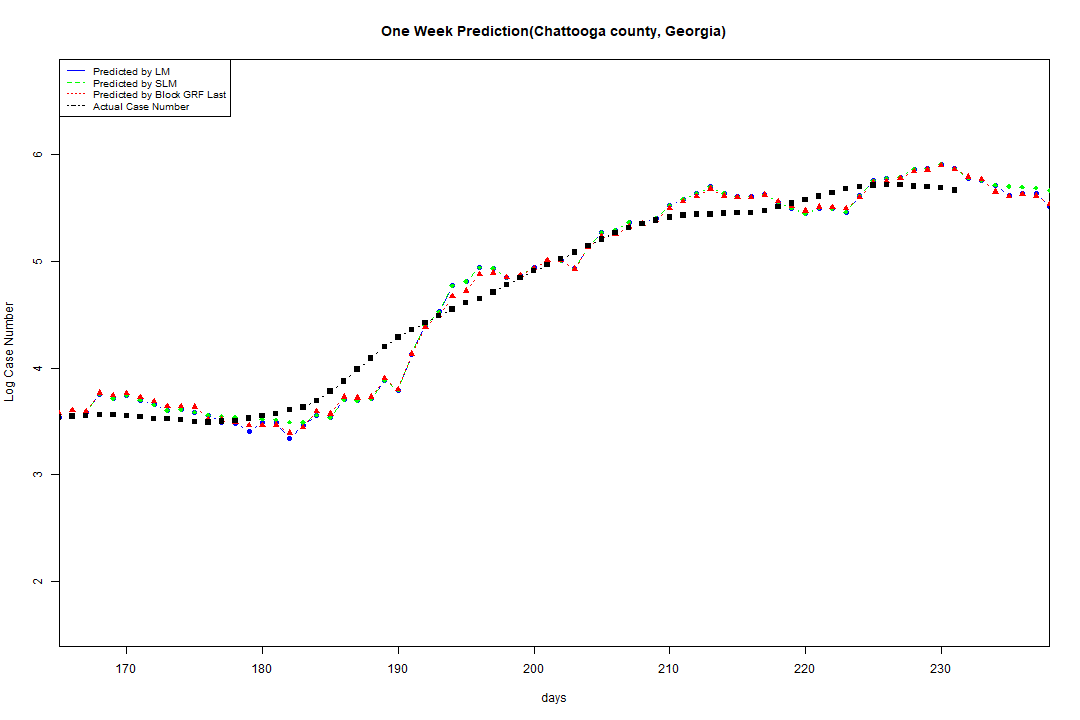 One Week Prediction(Chattooga county, Georgia)
Predicted by LM
Predicted by SLM
Predicted by Block GRF Last
Actual Case Number
6
5
4
3
2
Log Case Number
170 180 190 200 210 220 230
days